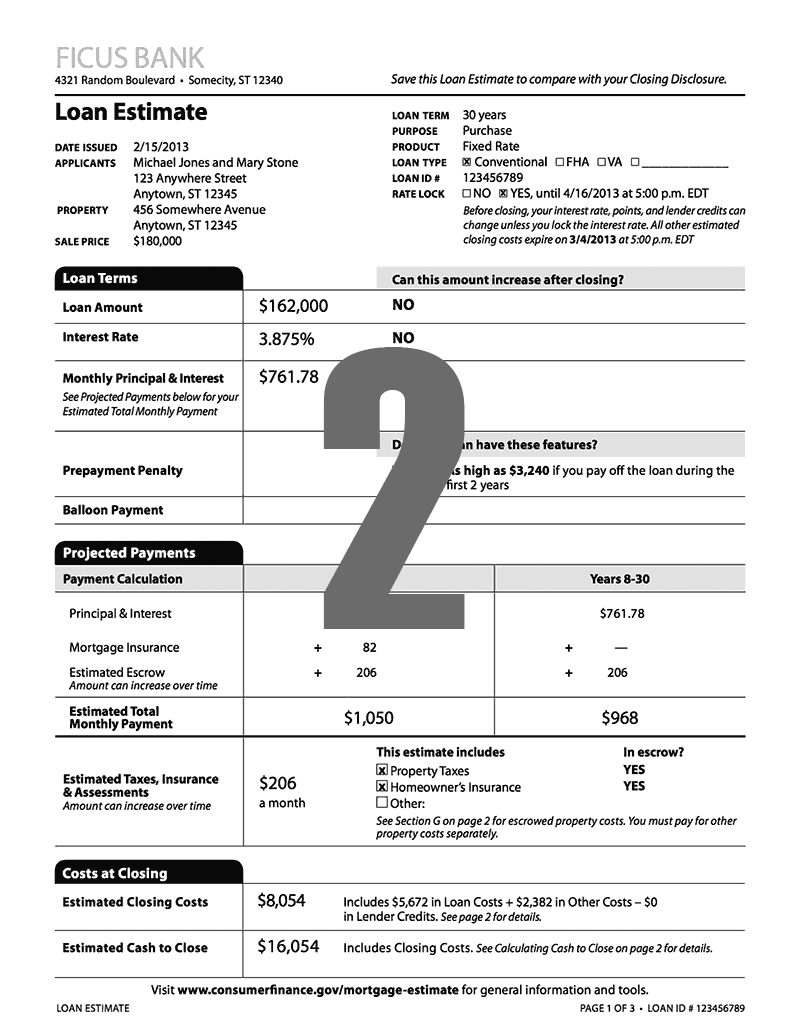 FICUS BANK
4321 Random Boulevard • Somecity, ST 12340
Save this Loan Estimate to compare with your Closing Disclosure.
Loan Estimate
DATE ISSUED 2/15/2013
APPLICANTS Michael Jones and Mary Stone
123 Anywhere Street
Anytown, ST 12345
PROPERTY 456 Somewhere Avenue
Anytown, ST 12345
SALE PRICE $180,000
LOAN TERM 30 years
PURPOSE Purchase
PRODUCT Fixed Rate
LOAN TYPE ☒ Conventional ☐ FHA ☐ VA ☐ _____________
LOAN ID # 123456789
RATE LOCK ☐ NO ☒ YES, until 4/16/2013 at 5:00 p.m. EDT
Before closing, your interest rate, points, and lender credits can
change unless you lock the interest rate. All other estimated
closing costs expire on 3/4/2013 at 5:00 p.m. EDT
Loan Terms Can this amount increase after closing?
Loan Amount $162,000 NO
Interest Rate 3.875% NO
Monthly Principal & Interest $761.78
See Projected Payments below for your
Estimated Total Monthly Payment
2
have these features?
Prepayment Penalty high as $3,240 if you pay off the loan during the
first 2 years
Balloon Payment
Projected Payments
Payment Calculation Years 8-30
Principal & Interest $761.78
Mortgage Insurance + 82 + —
Estimated Escrow + 206 + 206
Amount can increase over time
Estimated Total
Monthly Payment $1,050 $968
Estimated Taxes, Insurance
& Assessments
Amount can increase over time
$206
a month
This estimate includes In escrow?
☒ Property Taxes YES
☒ Homeowner's Insurance YES
☐ Other:
See Section G on page 2 for escrowed property costs. You must pay for other
property costs separately.
Costs at Closing
Estimated Closing Costs $8,054 Includes $5,672 in Loan Costs + $2,382 in Other Costs – $0
in Lender Credits. See page 2 for details.
Estimated Cash to Close $16,054 Includes Closing Costs. See Calculating Cash to Close on page 2 for details.
Visit www.consumerfinance.gov/mortgage-estimate for general information and tools.
LOAN ESTIMATE PAGE 1 OF 3 • LOAN ID # 123456789